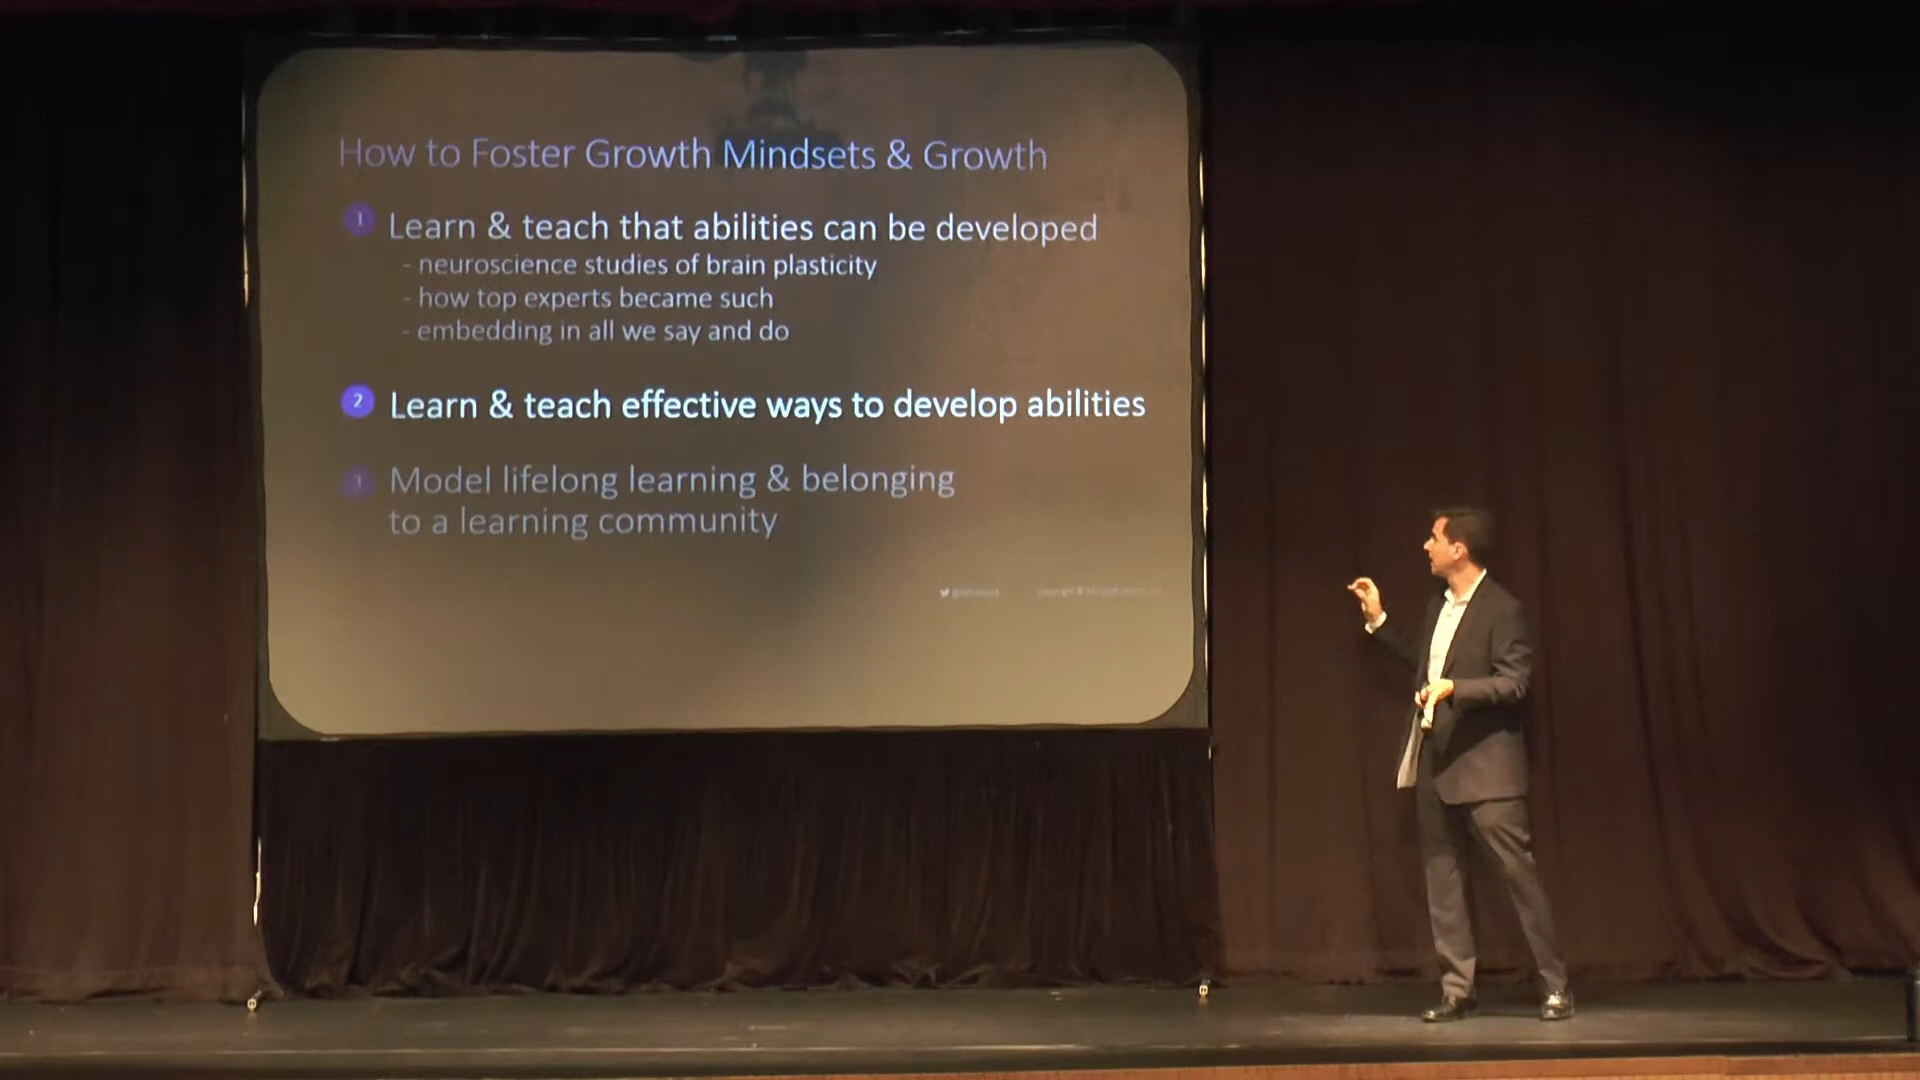 How to Foster Growth Mindsets & Growth
1 Learn & teach that abilities can be developed
- neuroscience studies of brain plasticity
- how top experts became such
- embedding in all we say and do
2 Learn & teach effective ways to develop abilities
3 Model lifelong learning & belonging
to a learning community
Copyright ©